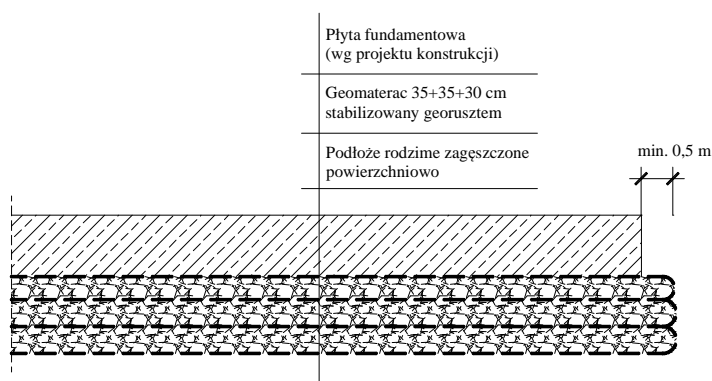 Płyta fundamentowa
(wg projektu konstrukcji)
Geomaterac 35+35+30 cm
stabilizowany georusztem
Podłoże rodzime zagęszczone
powierzchniowo
min. 0,5 m